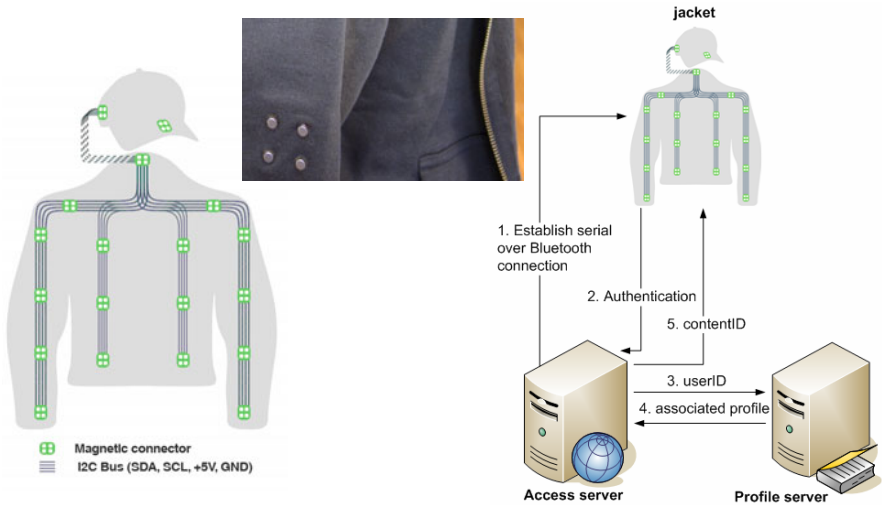 jacket
1. Establish serial
over Bluetooth
connection
2. Authentication
5. contentID
3. userID
4. associated profile
Access server
Profile server
Magnetic connector
I2C Bus (SDA, SCL, +5V, GND)